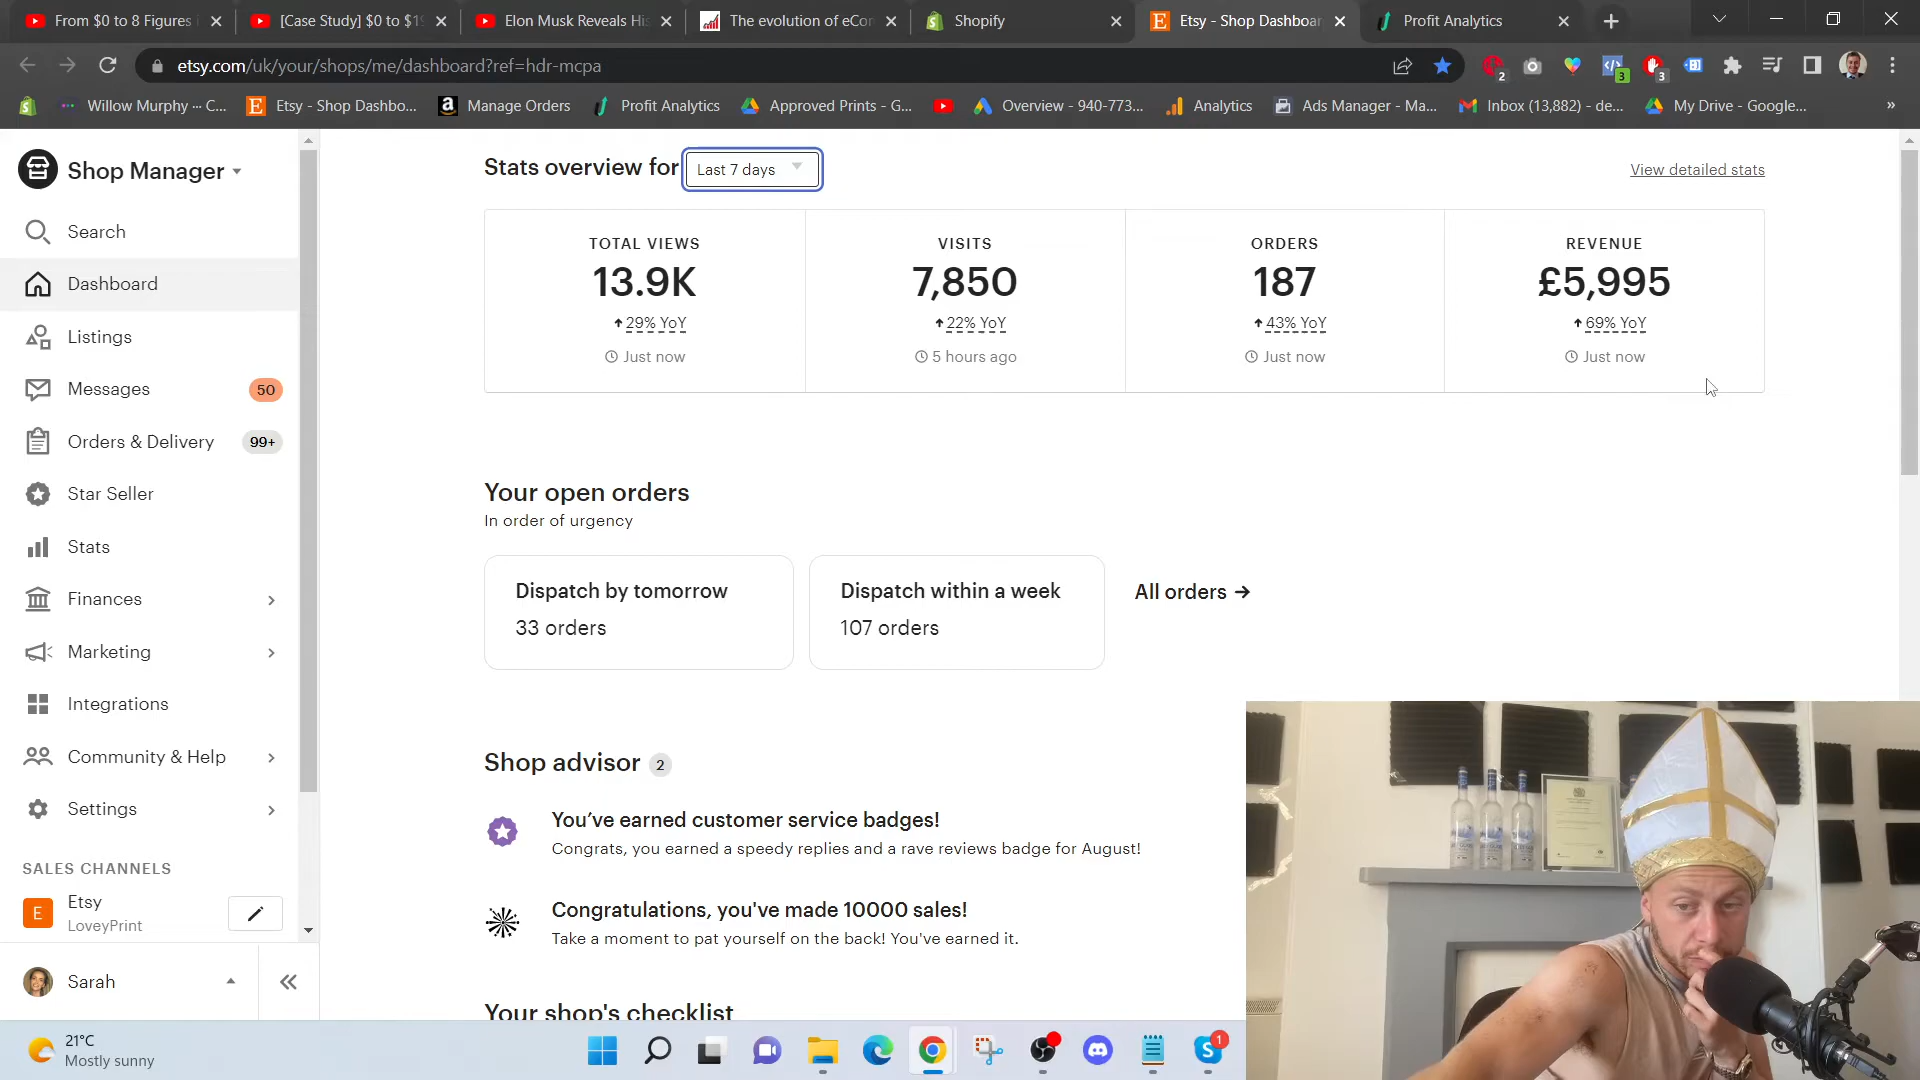 From $0 to 8 Figures
[Case Study] $0 to $1
Elon Musk Reveals Hi
The evolution of eCon
Shopify
Etsy - Shop Dashboar
Profit Analytics
etsy.com/uk/your/shops/me/dashboard?ref=hdr-mcpa
2
3
3
Willow Murphy ··· C...
Etsy - Shop Dashbo...
Manage Orders
Profit Analytics
Approved Prints - G...
Overview - 940-773...
Analytics
Ads Manager - Ma...
Inbox (13,882) - de...
My Drive - Google...
»
Shop Manager
Search
Dashboard
Listings
Messages 50
Orders & Delivery 99+
Star Seller
Stats
Finances
Marketing
Integrations
Community & Help
Settings
SALES CHANNELS
E
Etsy
LoveyPrint
Sarah
Stats overview for Last 7 days
View detailed stats
TOTAL VIEWS
13.9K
29% YoY
Just now
VISITS
7,850
22% YoY
5 hours ago
ORDERS
187
43% YoY
Just now
REVENUE
£5,995
69% YoY
Just now
Your open orders
In order of urgency
Dispatch by tomorrow
33 orders
Dispatch within a week
107 orders
All orders →
Shop advisor 2
You've earned customer service badges!
Congrats, you earned a speedy replies and a rave reviews badge for August!
Congratulations, you've made 10000 sales!
Take a moment to pat yourself on the back! You've earned it.
Your shop's checklist
21°C
Mostly sunny
1